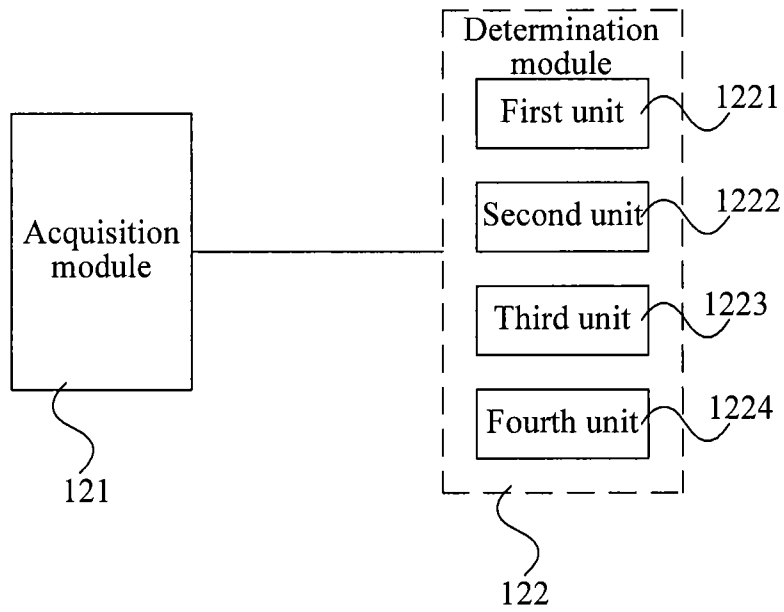 Determination
module
First unit
1221
Second unit
1222
Acquisition
module
Third unit
1223
Fourth unit
1224
121
122